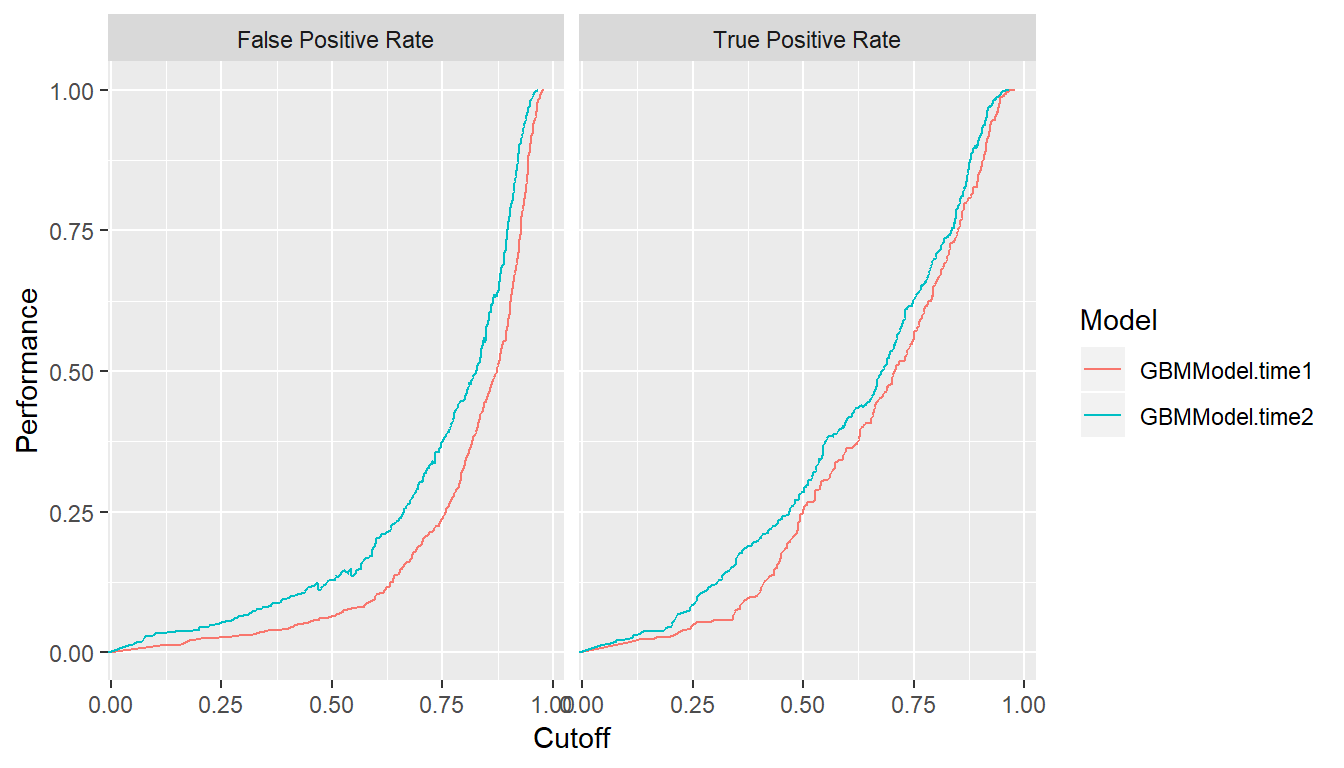 False Positive Rate
True Positive Rate
1.00
0.75
0.50
0.25
0.00
Performance
0.00 0.25 0.50 0.75 1.00
0.00 0.25 0.50 0.75 1.00
Cutoff
Model
GBMModel.time1
GBMModel.time2